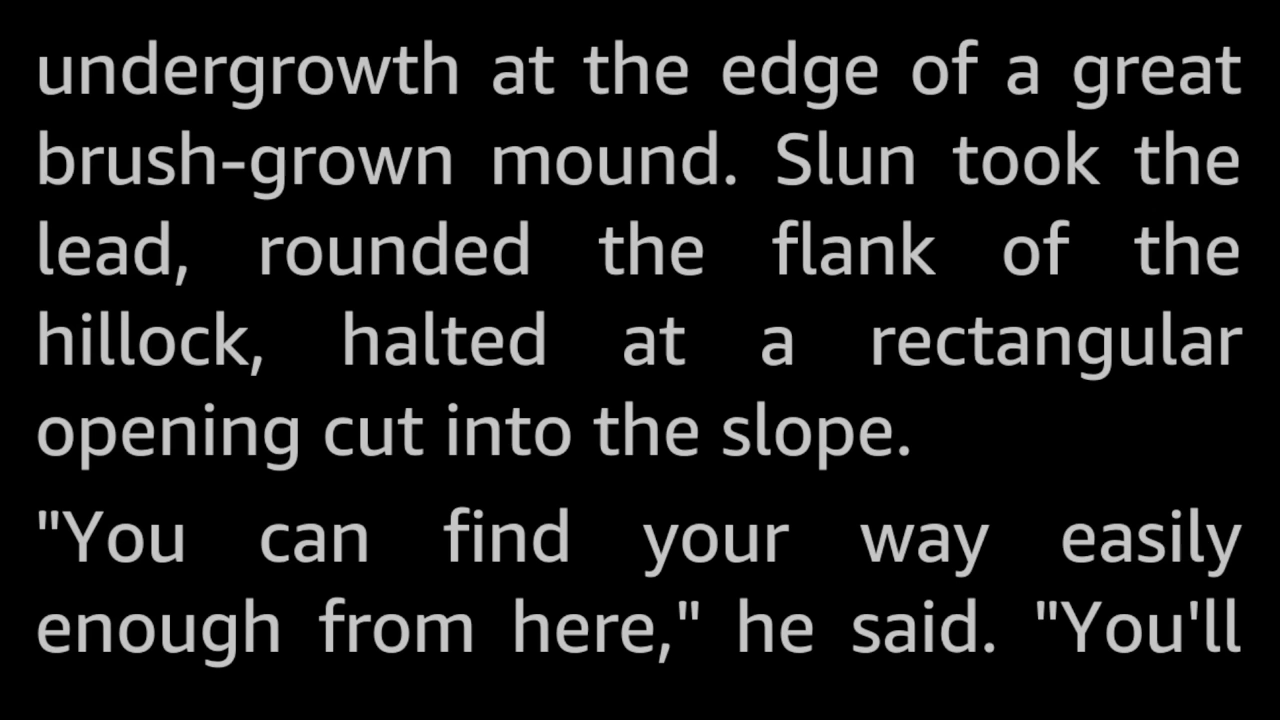 undergrowth at the edge of a great
brush-grown mound. Slun took the
lead, rounded the flank of the
hillock, halted at a rectangular
opening cut into the slope.
"You can find your way easily
enough from here," he said. "You'll